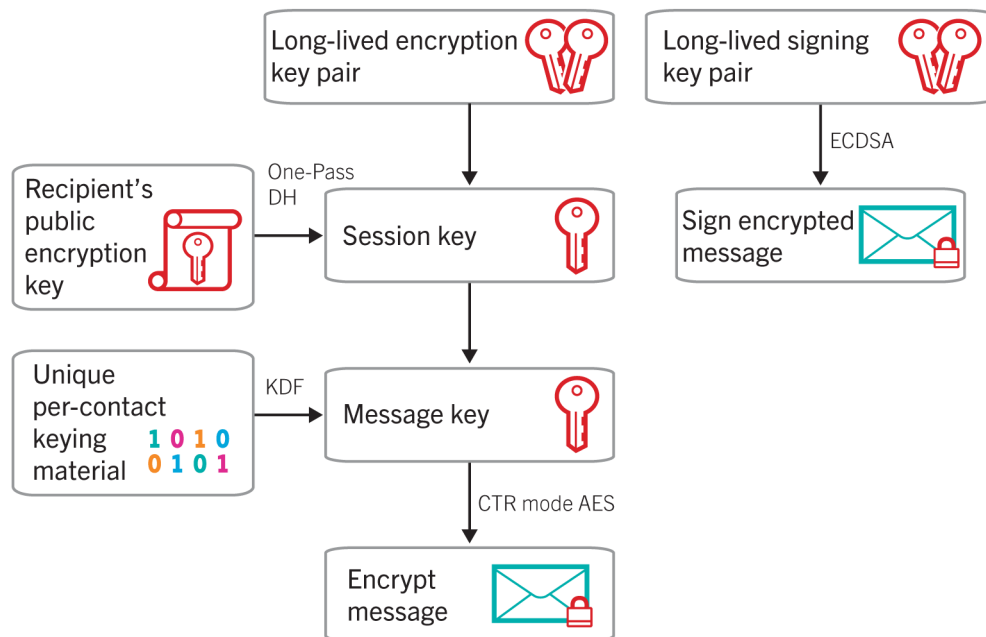 Long-lived encryption
key pair
Long-lived signing
key pair
ECDSA
One-Pass
DH
Recipient’s
public
encryption
key
Session key
Sign encrypted
message
Unique
per-contact
keying
material
1 0 1 0
0 1 0 1
KDF
Message key
CTR mode AES
Encrypt
message